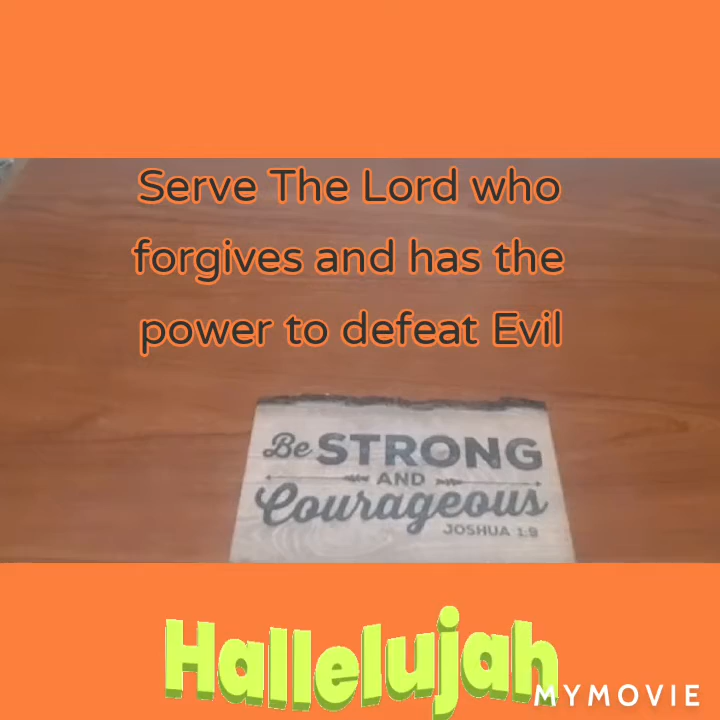 Serve The Lord who
forgives and has the
power to defeat Evil
Be STRONG
AND
Courageous
JOSHUA 1:9
Hallelujah
MYMOVIE